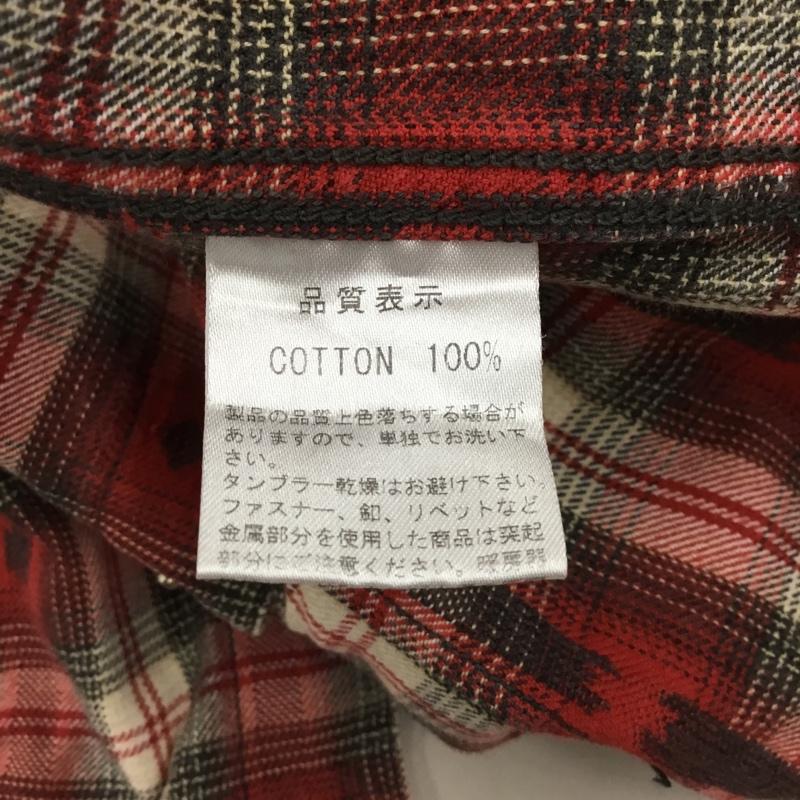 品質表示
COTTON 100%
製品の品質上色落ちする場合が
ありますので、単独でお洗い下
さい。
タンブラー乾燥はお避け下さい。
ファスナー、釦、リベットなど
金属部分を使用した商品は突起
部分にご注意ください。暖房器